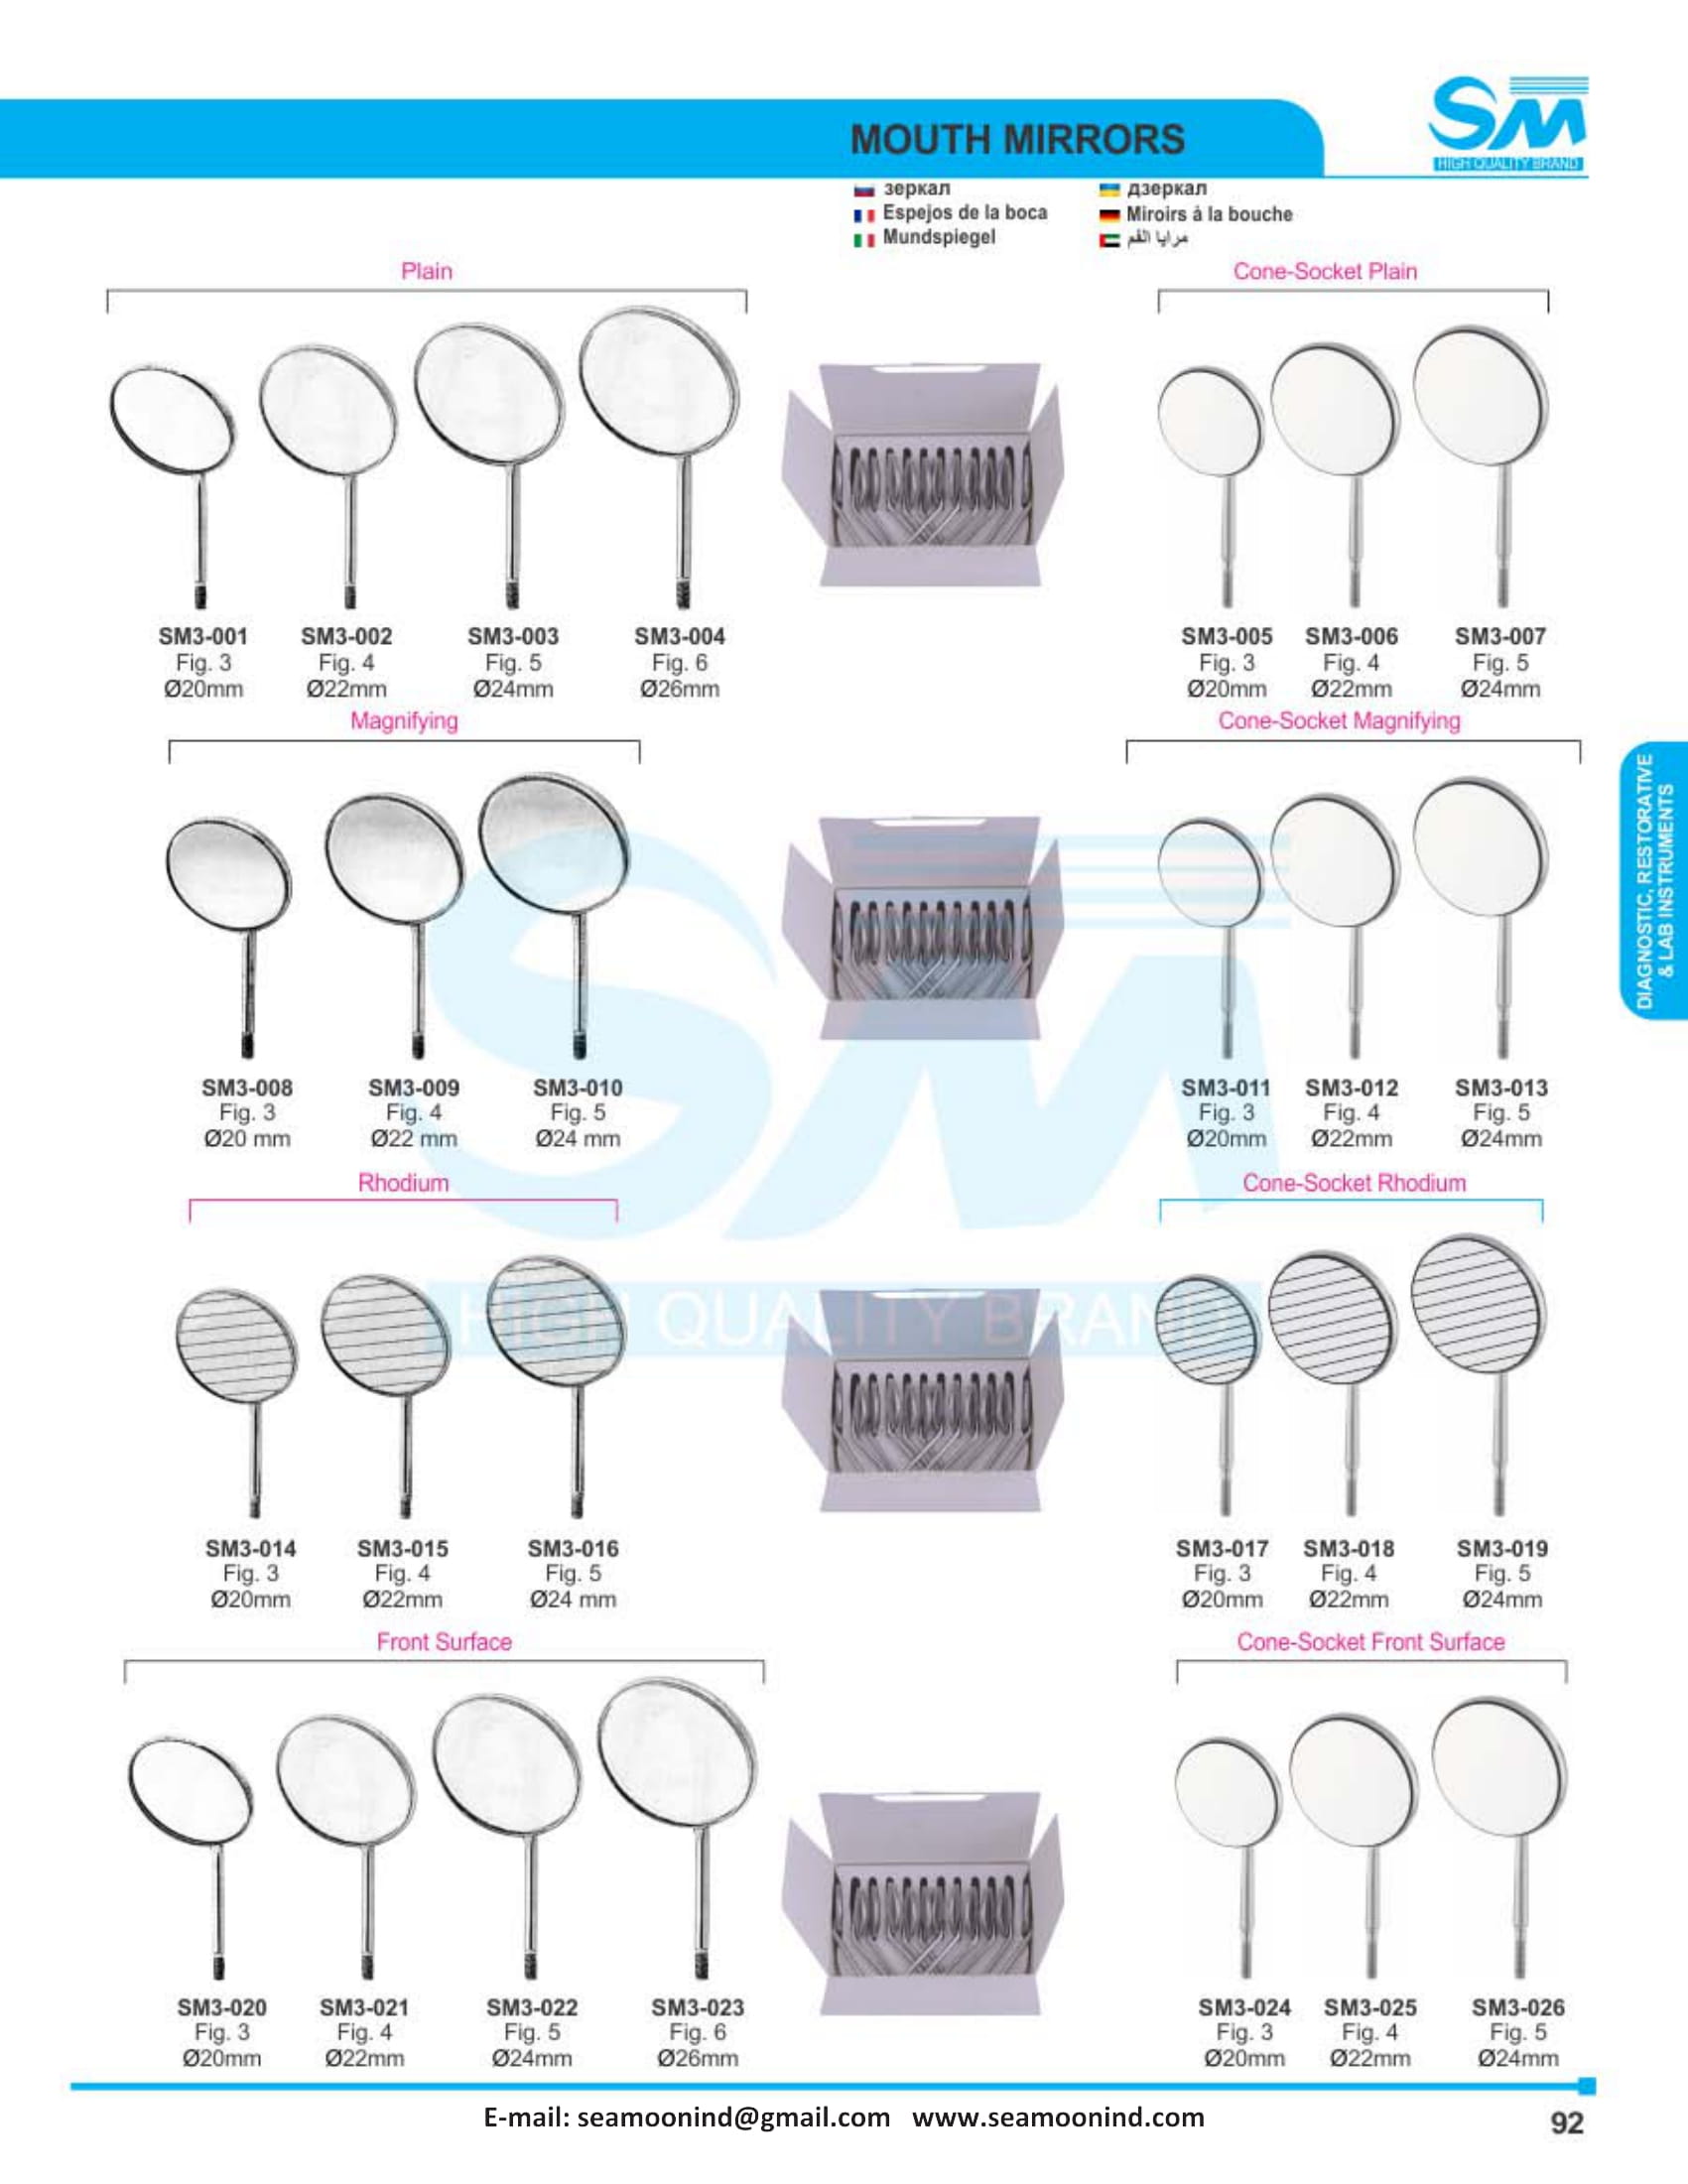 SM
HIGH QUALITY BRAND
MOUTH MIRRORS
зеркал
дзеркал
Espejos de la boca
Miroirs à la bouche
Mundspiegel
مرايا الفم
Plain
Cone-Socket Plain
SM3-001 SM3-002 SM3-003 SM3-004 SM3-005 SM3-006 SM3-007
Fig. 3 Fig. 4 Fig. 5 Fig. 6 Fig. 3 Fig. 4 Fig. 5
Ø20mm Ø22mm Ø24mm Ø26mm Ø20mm Ø22mm Ø24mm
Magnifying
Cone-Socket Magnifying
DIAGNOSTIC, RESTORATIVE
& LAB INSTRUMENTS
SM3-008 SM3-009 SM3-010 SM3-011 SM3-012 SM3-013
Fig. 3 Fig. 4 Fig. 5 Fig. 3 Fig. 4 Fig. 5
Ø20 mm Ø22 mm Ø24 mm Ø20mm Ø22mm Ø24mm
Rhodium
Cone-Socket Rhodium
SM
HIGH QUALITY BRAND
SM3-014 SM3-015 SM3-016 SM3-017 SM3-018 SM3-019
Fig. 3 Fig. 4 Fig. 5 Fig. 3 Fig. 4 Fig. 5
Ø20mm Ø22mm Ø24 mm Ø20mm Ø22mm Ø24mm
Front Surface
Cone-Socket Front Surface
SM3-020 SM3-021 SM3-022 SM3-023 SM3-024 SM3-025 SM3-026
Fig. 3 Fig. 4 Fig. 5 Fig. 6 Fig. 3 Fig. 4 Fig. 5
Ø20mm Ø22mm Ø24mm Ø26mm Ø20mm Ø22mm Ø24mm
E-mail: seamoonind@gmail.com www.seamoonind.com
92